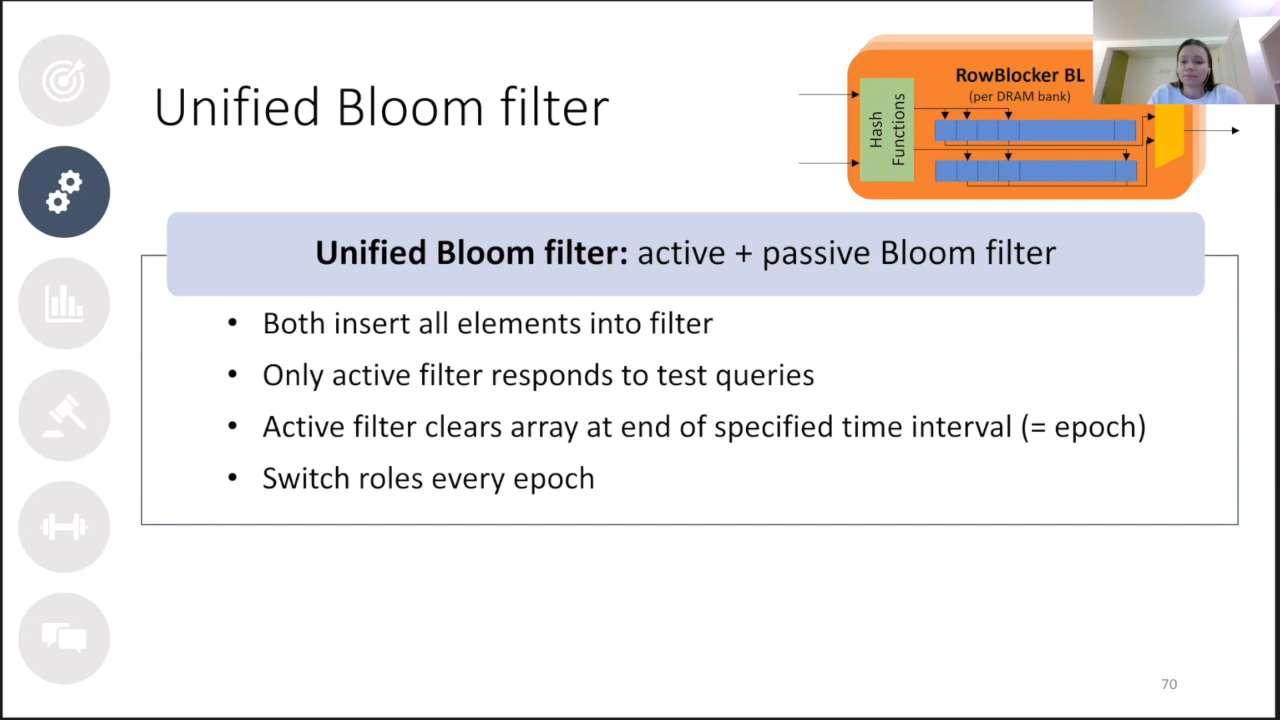 Unified Bloom filter
RowBlocker BL
(per DRAM bank)
Hash
Functions
Unified Bloom filter: active + passive Bloom filter
• Both insert all elements into filter
• Only active filter responds to test queries
• Active filter clears array at end of specified time interval (= epoch)
• Switch roles every epoch
70